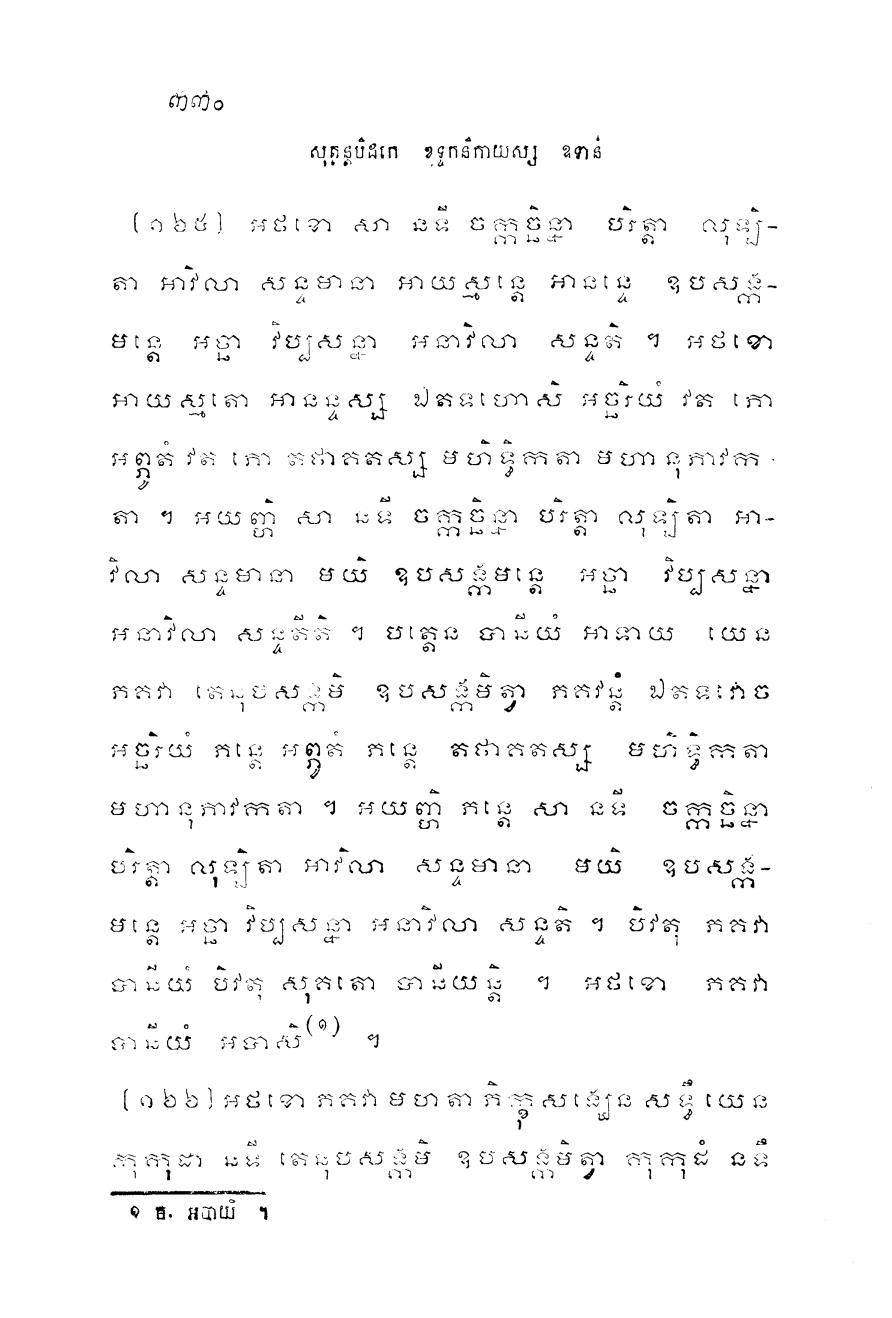 ៣៣០
សុត្តន្តបិដកេ ខុទ្ទកនិកាយស្ស ឧទានំ
[១៦៥] អថខោ សា នទី ចក្កច្ឆិន្នា បរិត្តា លុឡិ-
តា អាវិលា សន្ទមានា អាយស្មន្តេ អានន្ទេ ឧបសង្ក-
មន្តេ អច្ឆា វិប្បសន្នា អនាវិលា សន្ទតិ ។ អថខោ
អាយស្មតោ អានន្ទស្ស ឯតទហោសិ អច្ឆរិយំ វត ភោ
អព្ភូតំ វត ភោ តថាគតស្ស មហិទ្ធិកតា មហានុភាវក
តា ។ អយញ្ហិ សា នទី ចក្កច្ឆិន្នា បរិត្តា លុឡិតា អា-
វិលា សន្ទមានា មយិ ឧបសង្កមន្តេ អច្ឆា វិប្បសន្នា
អនាវិលា សន្ទតីតិ ។ បត្តេន បានីយំ អាទាយ យេន
ភគវា តេនុបសង្កមិ ឧបសង្កមិត្វា ភគវន្តំ ឯតទវោច
អច្ឆរិយំ ភន្តេ អព្ភូតំ ភន្តេ តថាគតស្ស មហិទ្ធិកតា
មហានុភាវកតា ។ អយញ្ហិ ភន្តេ សា នទី ចក្កច្ឆិន្នា
បរិត្តា លុឡិតា អាវិលា សន្ទមានា មយិ ឧបសង្ក-
មន្តេ អច្ឆា វិប្បសន្នា អនាវិលា សន្ទតិ ។ បិវតុ ភគវា
បានីយំ បិវតុ សុគតោ បានីយន្តិ ។ អថខោ ភគវា
បានីយំ អបាសិ(១) ។
[១៦៦] អថខោ ភគវា មហតា ភិក្ខុសង្ឃេន សទ្ធឹ យេន
កុកុដា នទី តេនុបសង្កមិ ឧបសង្កមិត្វា កុកុដំ នទឹ
១ ឱ. អបាយិ ។